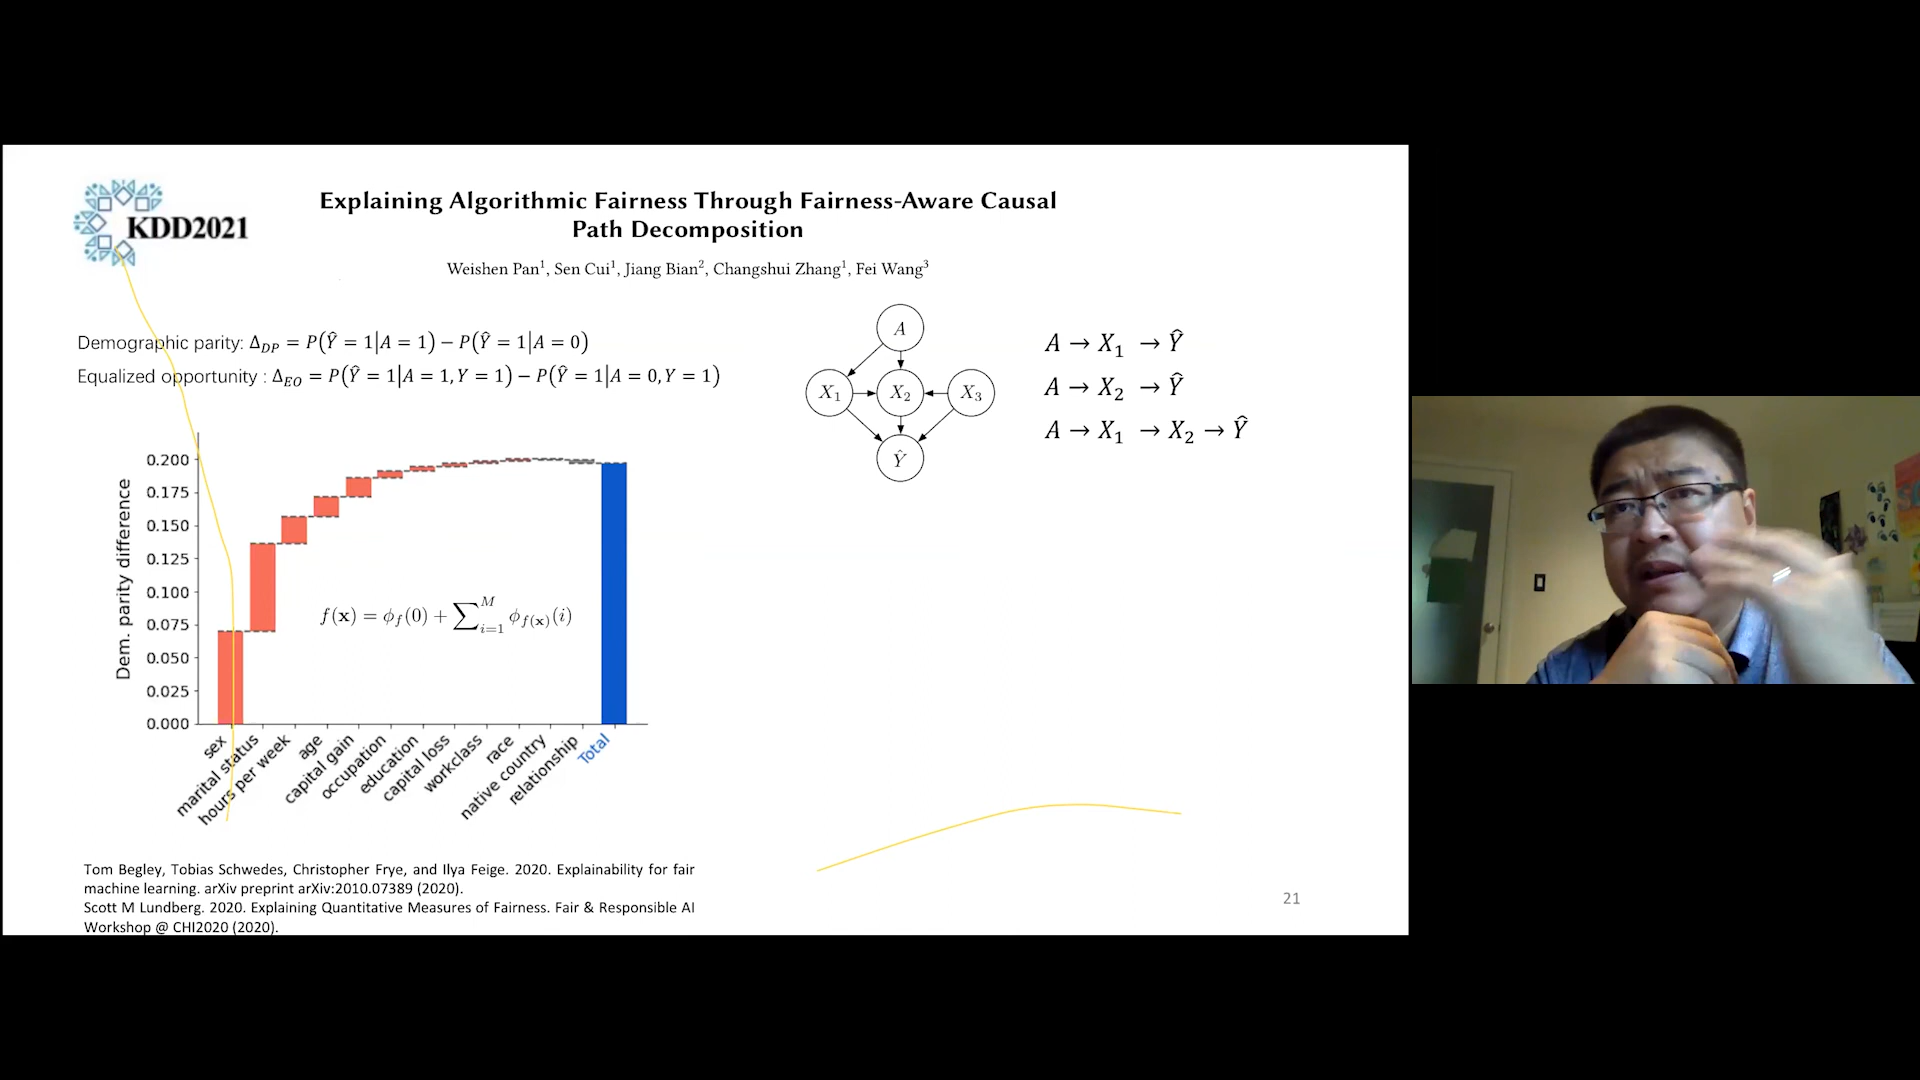 KDD2021
Explaining Algorithmic Fairness Through Fairness-Aware Causal
Path Decomposition
Weishen Pan¹, Sen Cui¹, Jiang Bian², Changshui Zhang¹, Fei Wang³
Demographic parity: Δ_DP = P(Ŷ = 1|A = 1) − P(Ŷ = 1|A = 0)
Equalized opportunity : Δ_EO = P(Ŷ = 1|A = 1, Y = 1) − P(Ŷ = 1|A = 0, Y = 1)
A
X₁ X₂ X₃
Ŷ
A → X₁ → Ŷ
A → X₂ → Ŷ
A → X₁ → X₂ → Ŷ
Dem. parity difference
0.200
0.175
0.150
0.125
0.100
0.075
0.050
0.025
0.000
f(x) = ϕ_f(0) + ∑_{i=1}^{M} ϕ_{f(x)}(i)
sex
marital status
hours per week
age
capital gain
occupation
education
capital loss
workclass
race
native country
relationship
Total
Tom Begley, Tobias Schwedes, Christopher Frye, and Ilya Feige. 2020. Explainability for fair
machine learning. arXiv preprint arXiv:2010.07389 (2020).
Scott M Lundberg. 2020. Explaining Quantitative Measures of Fairness. Fair & Responsible AI
Workshop @ CHI2020 (2020).
21